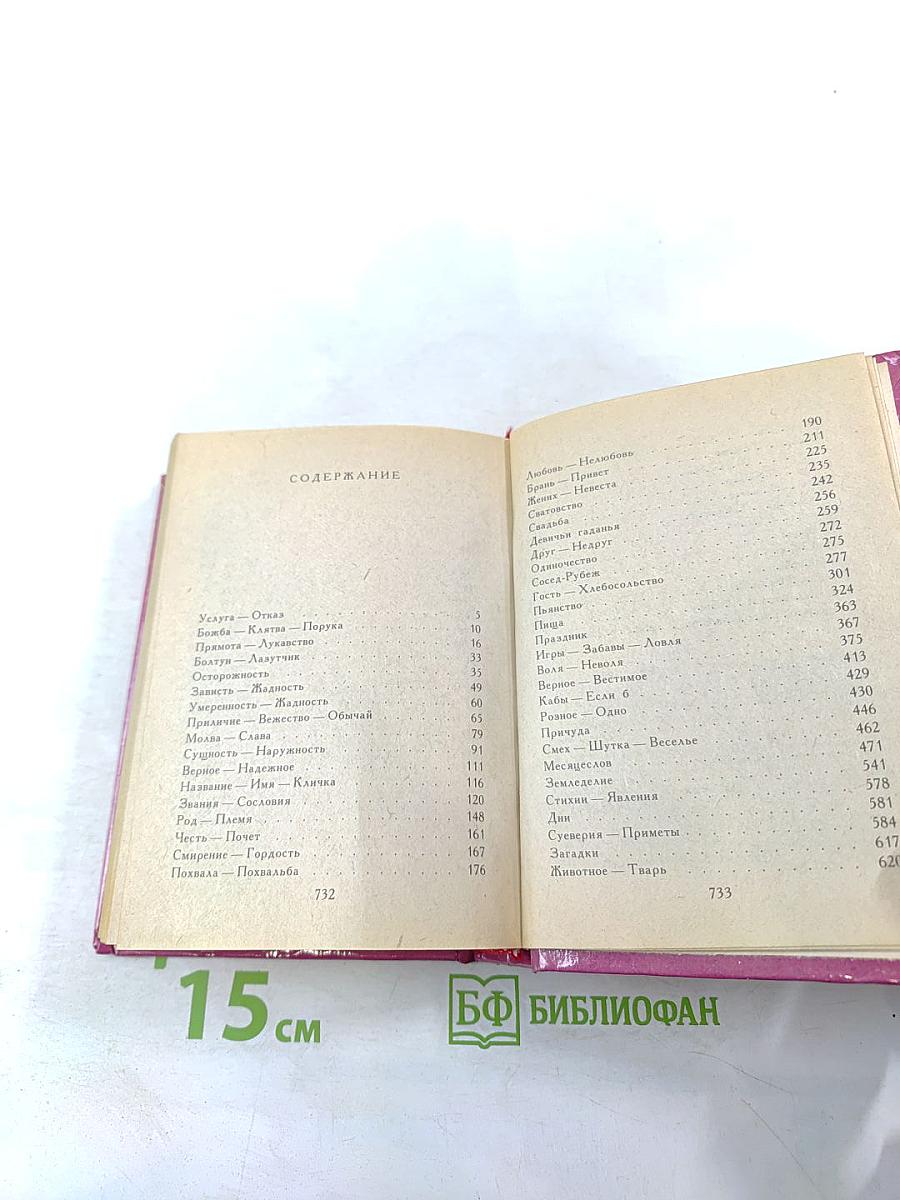 СОДЕРЖАНИЕ
Услуга — Отказ 5
Божба — Клятва — Порука 10
Прямота — Лукавство 16
Болтун — Лазутчик 33
Осторожность 35
Зависть — Жадность 49
Умеренность — Жадность 60
Приличие — Вежество — Обычай 65
Молва — Слава 79
Сущность — Наружность 91
Верное — Надежное 111
Название — Имя — Кличка 116
Звания — Сословия 120
Род — Племя 148
Честь — Почет 161
Смирение — Гордость 167
Похвала — Похвальба 176
732
Любовь — Нелюбовь 190
Брань — Привет 211
Жених — Невеста 225
Сватовство 235
Свадьба 242
Девичьи гаданья 256
Друг — Недруг 259
Одиночество 272
Сосед-Рубеж 275
Гость — Хлебосольство 277
Пьянство 301
Пища 324
Праздник 363
Игры — Забавы — Ловля 367
Воля — Неволя 375
Верное — Вестимое 413
Кабы — Если б 429
Розное — Одно 430
Причуда 446
Смех — Шутка — Веселье 462
Месяцеслов 471
Земледелие 541
Стихии — Явления 578
Дни 581
Суеверия — Приметы 584
Загадки 617
Животное — Тварь 620
733
15 см
БФ БИБЛИОФАН